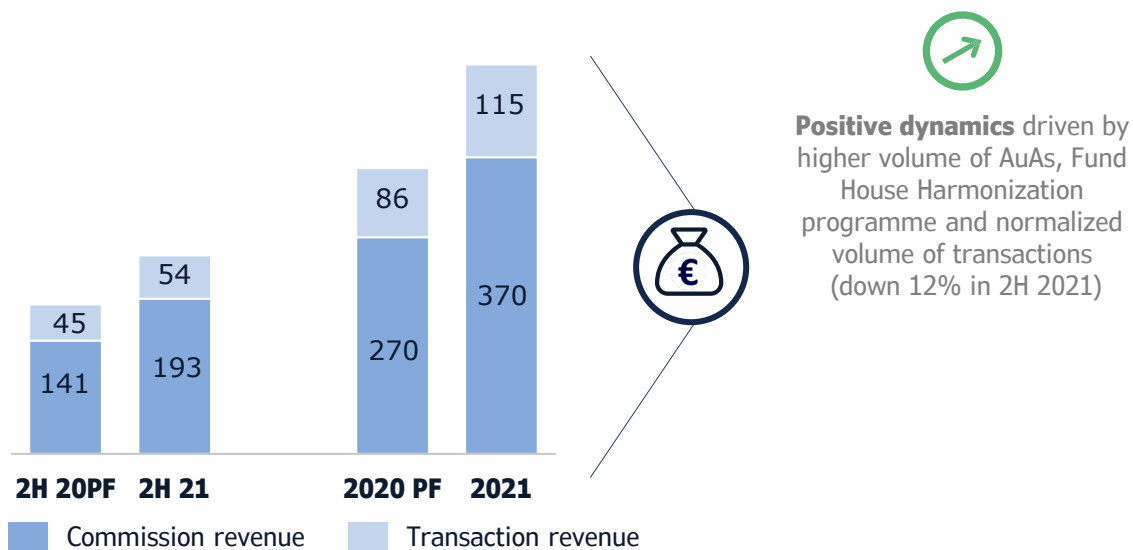 115
86
54
45
370
270
193
141
2H 20PF 2H 21 2020 PF 2021
Commission revenue Transaction revenue
€
Positive dynamics driven by
higher volume of AuAs, Fund
House Harmonization
programme and normalized
volume of transactions
(down 12% in 2H 2021)